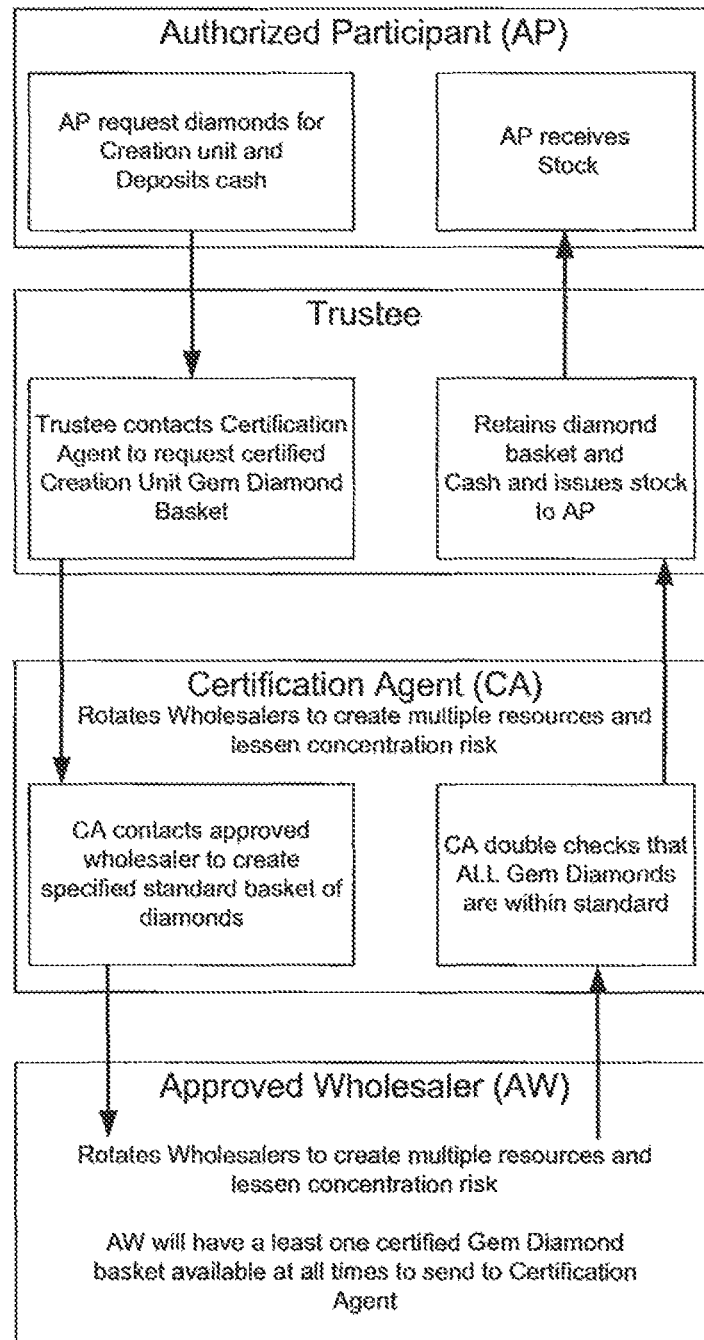 Authorized Participant (AP)
AP request diamonds for
Creation unit and
Deposits cash
AP receives
Stock
Trustee
Trustee contacts Certification
Agent to request certified
Creation Unit Gem Diamond
Basket
Retains diamond
basket and
Cash and issues stock
to AP
Certification Agent (CA)
Rotates Wholesalers to create multiple resources and
lessen concentration risk
CA contacts approved
wholesaler to create
specified standard basket of
diamonds
CA double checks that
ALL Gem Diamonds
are within standard
Approved Wholesaler (AW)
Rotates Wholesalers to create multiple resources and
lessen concentration risk
AW will have a least one certified Gem Diamond
basket available at all times to send to Certification
Agent